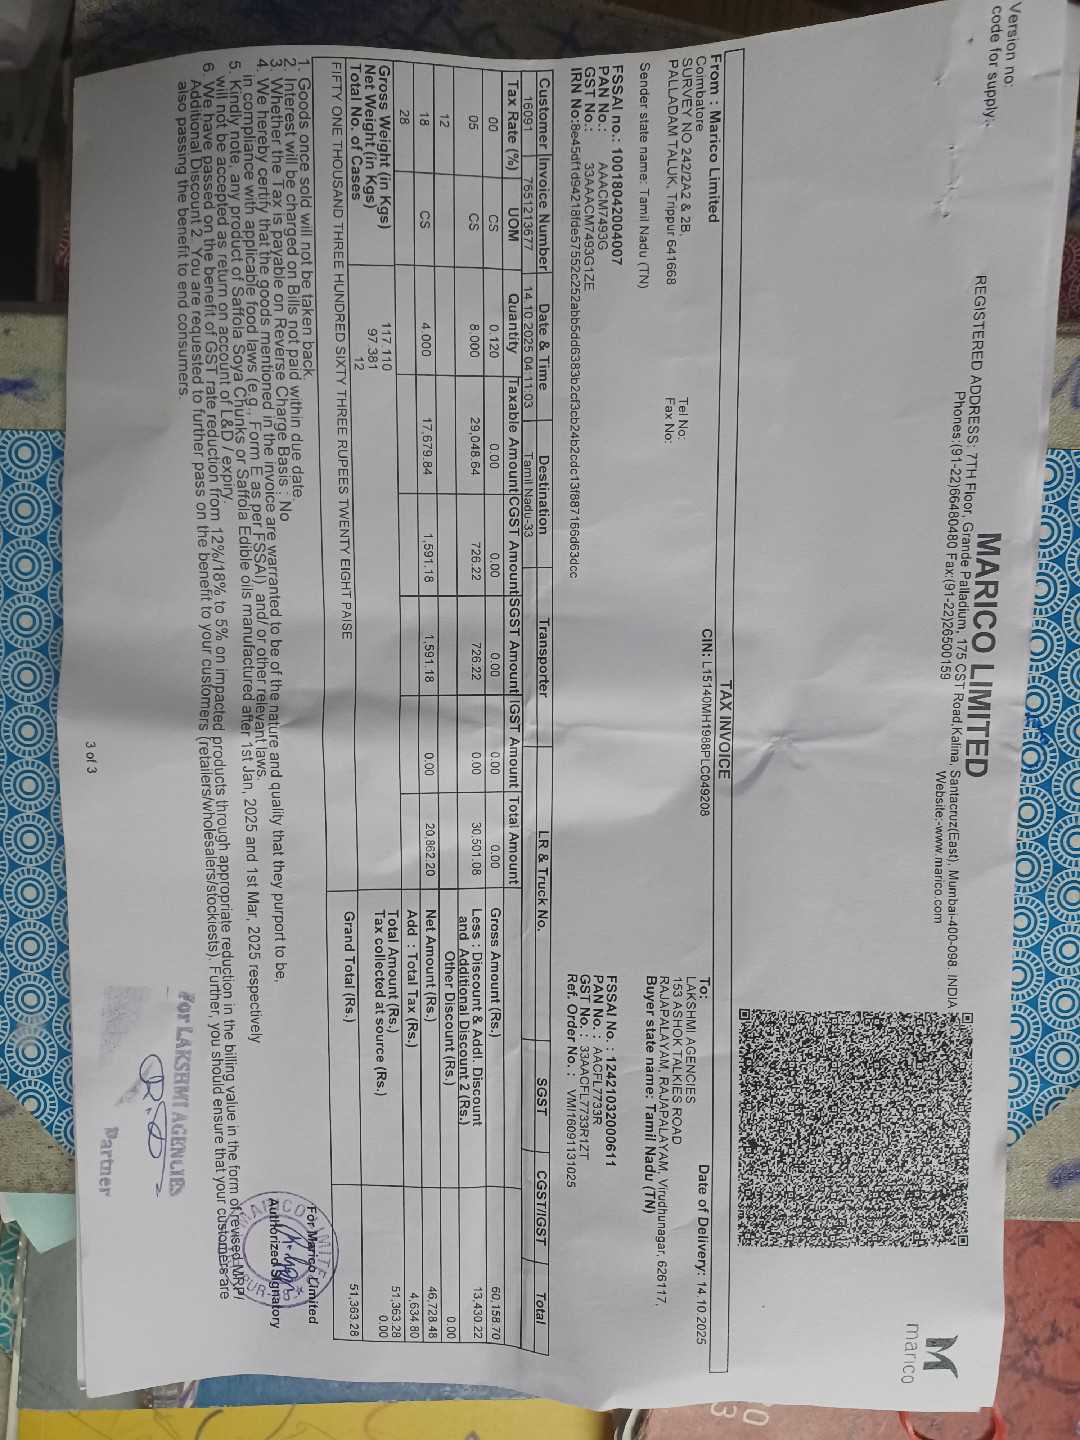 Version no:
code for supply:
MARICO LIMITED
REGISTERED ADDRESS: 7TH Floor, Grande Palladium, 175 CST Road,Kalina, Santacruz(East), Mumbai-400-098. INDIA
Phones:(91-22)66480480 Fax:(91-22)26500159
Website:-www.marico.com
marico
TAX INVOICE
From : Marico Limited
Coimbatore
SURVEY NO 242/2A2 & 2B,
PALLADAM TALUK, Trippur 641668
Tel No:
Fax No:
Sender state name: Tamil Nadu (TN)
CIN: L15140MH1988PLC049208
To:
LAKSHMI AGENCIES
153 ASHOK TALKIES ROAD
RAJAPALAYAM, RAJAPALAYAM, Virudhunagar, 626117,
Buyer state name: Tamil Nadu (TN)
Date of Delivery: 14.10.2025
FSSAI no.: 10018042004007
PAN No.: AAACM7493G
GST No.: 33AAACM7493G1ZE
IRN No:8e45df1d94218fde57552c252abb5dd6383b2cf3cb24b2cdc13f887166d63dcc
FSSAI No. : 12421032000611
PAN No. : AACFL7733R
GST No. : 33AACFL7733R1ZT
Ref. Order No. : VMI16091131025
Customer Invoice Number Date & Time Destination Transporter LR & Truck No. SGST CGST/IGST Total
16091 7651213677 14.10.2025 04:11:03 Tamil Nadu-33
Tax Rate (%) UOM Quantity Taxable Amount CGST Amount SGST Amount IGST Amount Total Amount
00 CS 0.120 0.00 0.00 0.00 0.00 0.00 Gross Amount (Rs.) 60,158.70
05 CS 8.000 29,048.64 726.22 726.22 0.00 30,501.08 Less : Discount & Addl. Discount and Additional Discount 2 (Rs.) 13,430.22
12 Other Discount (Rs.) 0.00
18 CS 4.000 17,679.84 1,591.18 1,591.18 0.00 20,862.20 Net Amount (Rs.) 46,728.48
28 Add : Total Tax (Rs.) 4,634.80
Gross Weight (in Kgs) 117.110 Total Amount (Rs.) 51,363.28
Net Weight (in Kgs) 97.381 Tax collected at source (Rs.) 0.00
Total No. of Cases 12
FIFTY ONE THOUSAND THREE HUNDRED SIXTY THREE RUPEES TWENTY EIGHT PAISE Grand Total (Rs.) 51,363.28
1. Goods once sold will not be taken back.
2. Interest will be charged on Bills not paid within due date.
3. Whether the Tax is payable on Reverse Charge Basis : No
4. We hereby certify that the goods mentioned in the invoice are warranted to be of the nature and quality that they purport to be,
in compliance with applicable food laws (e.g., Form E as per FSSAI) and/ or other relevant laws.
5. Kindly note, any product of Saffola Soya Chunks or Saffola Edible oils manufactured after 1st Jan, 2025 and 1st Mar, 2025 respectively
will not be accepted as return on account of L&D / expiry.
6. We have passed on the benefit of GST rate reduction from 12%/18% to 5% on impacted products through appropriate reduction in the billing value in the form of revised MRP/
Additional Discount 2. You are requested to further pass on the benefit to your customers (retailers/wholesalers/stockiests). Further, you should ensure that your customers are
also passing the benefit to end consumers.
For Marico Limited
Authorized Signatory
For LAKSHMI AGENCIES
Partner
3 of 3